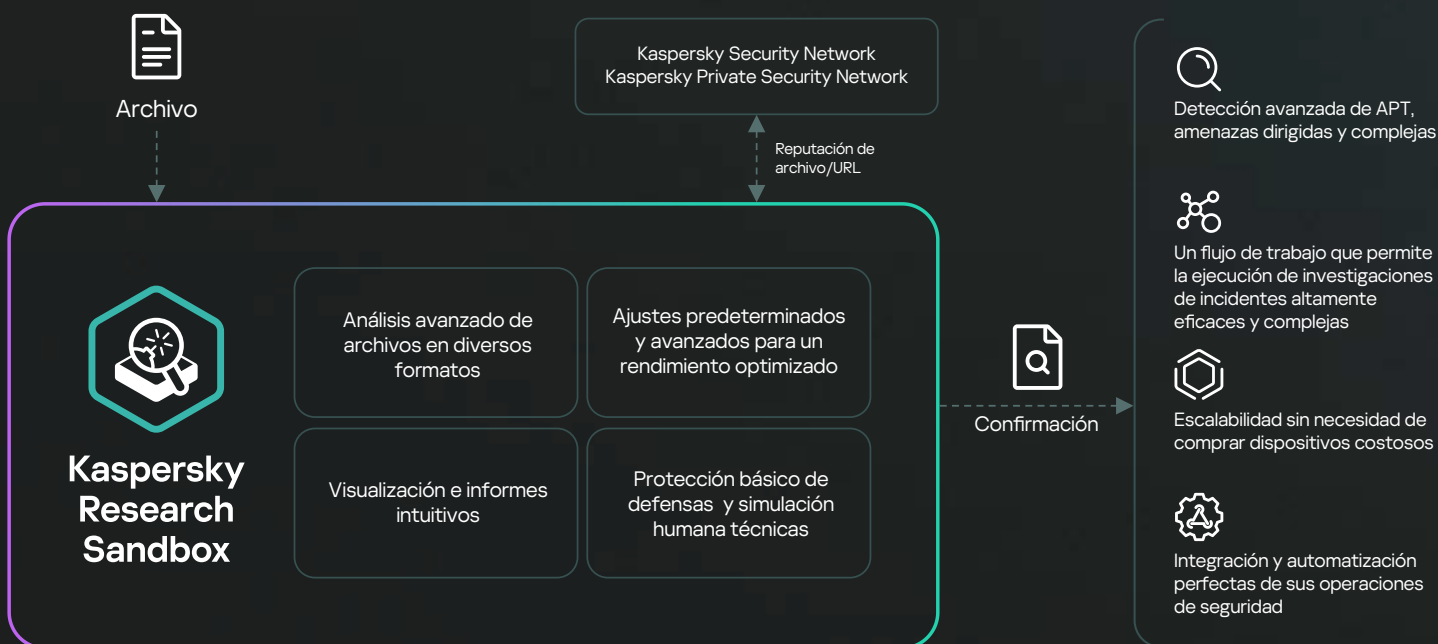 Archivo
Kaspersky Security Network
Kaspersky Private Security Network
Reputación de
archivo/URL
Kaspersky
Research
Sandbox
Análisis avanzado de
archivos en diversos
formatos
Ajustes predeterminados
y avanzados para un
rendimiento optimizado
Visualización e informes
intuitivos
Protección básico de
defensas y simulación
humana técnicas
Confirmación
Detección avanzada de APT,
amenazas dirigidas y complejas
Un flujo de trabajo que permite
la ejecución de investigaciones
de incidentes altamente
eficaces y complejas
Escalabilidad sin necesidad de
comprar dispositivos costosos
Integración y automatización
perfectas de sus operaciones
de seguridad